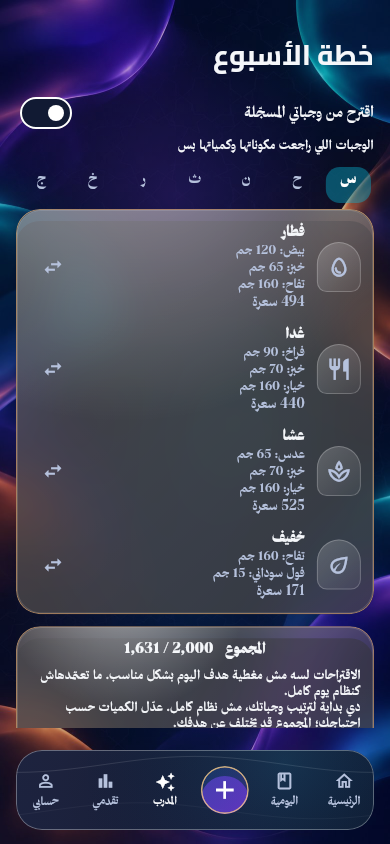 خطة الأسبوع
اقترح من وجباتي المسجّلة
الوجبات اللي راجعت مكوناتها وكمياتها بس
س ح ن ث ر خ ج
فطار
بيض: 120 جم
خبز: 65 جم
تفاح: 160 جم
494 سعرة
غدا
فراخ: 90 جم
خبز: 70 جم
خيار: 160 جم
440 سعرة
عشا
عدس: 65 جم
خبز: 70 جم
خيار: 160 جم
525 سعرة
خفيف
تفاح: 160 جم
فول سوداني: 15 جم
171 سعرة
المجموع 1,631 / 2,000
الاقتراحات لسه مش مغطية هدف اليوم بشكل مناسب. ما تعتمدهاش
كنظام يوم كامل.
دي بداية لترتيب وجباتك، مش نظام كامل. عدّل الكميات حسب
احتياجك؛ المجموع قد يختلف عن هدفك.
الرئيسية
اليومية
المدرب
تقدمي
حسابي